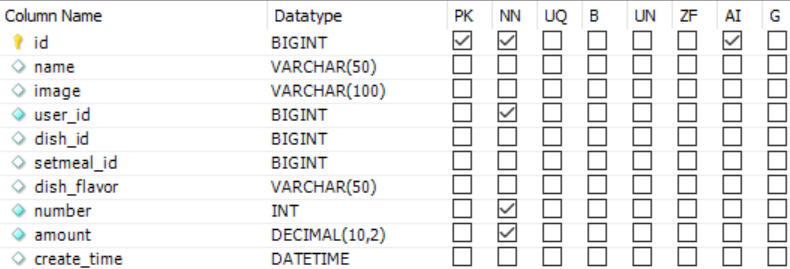 Column Name Datatype PK NN UQ B UN ZF AI G
id BIGINT
name VARCHAR(50)
image VARCHAR(100)
user_id BIGINT
dish_id BIGINT
setmeal_id BIGINT
dish_flavor VARCHAR(50)
number INT
amount DECIMAL(10,2)
create_time DATETIME